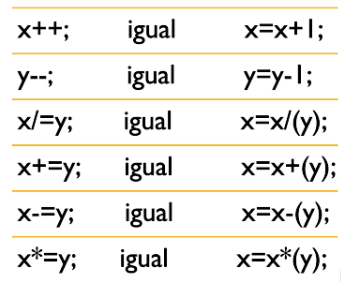 x++; igual x=x+1;
y--; igual y=y-1;
x/=y; igual x=x/(y);
x+=y; igual x=x+(y);
x-=y; igual x=x-(y);
x*=y; igual x=x*(y);